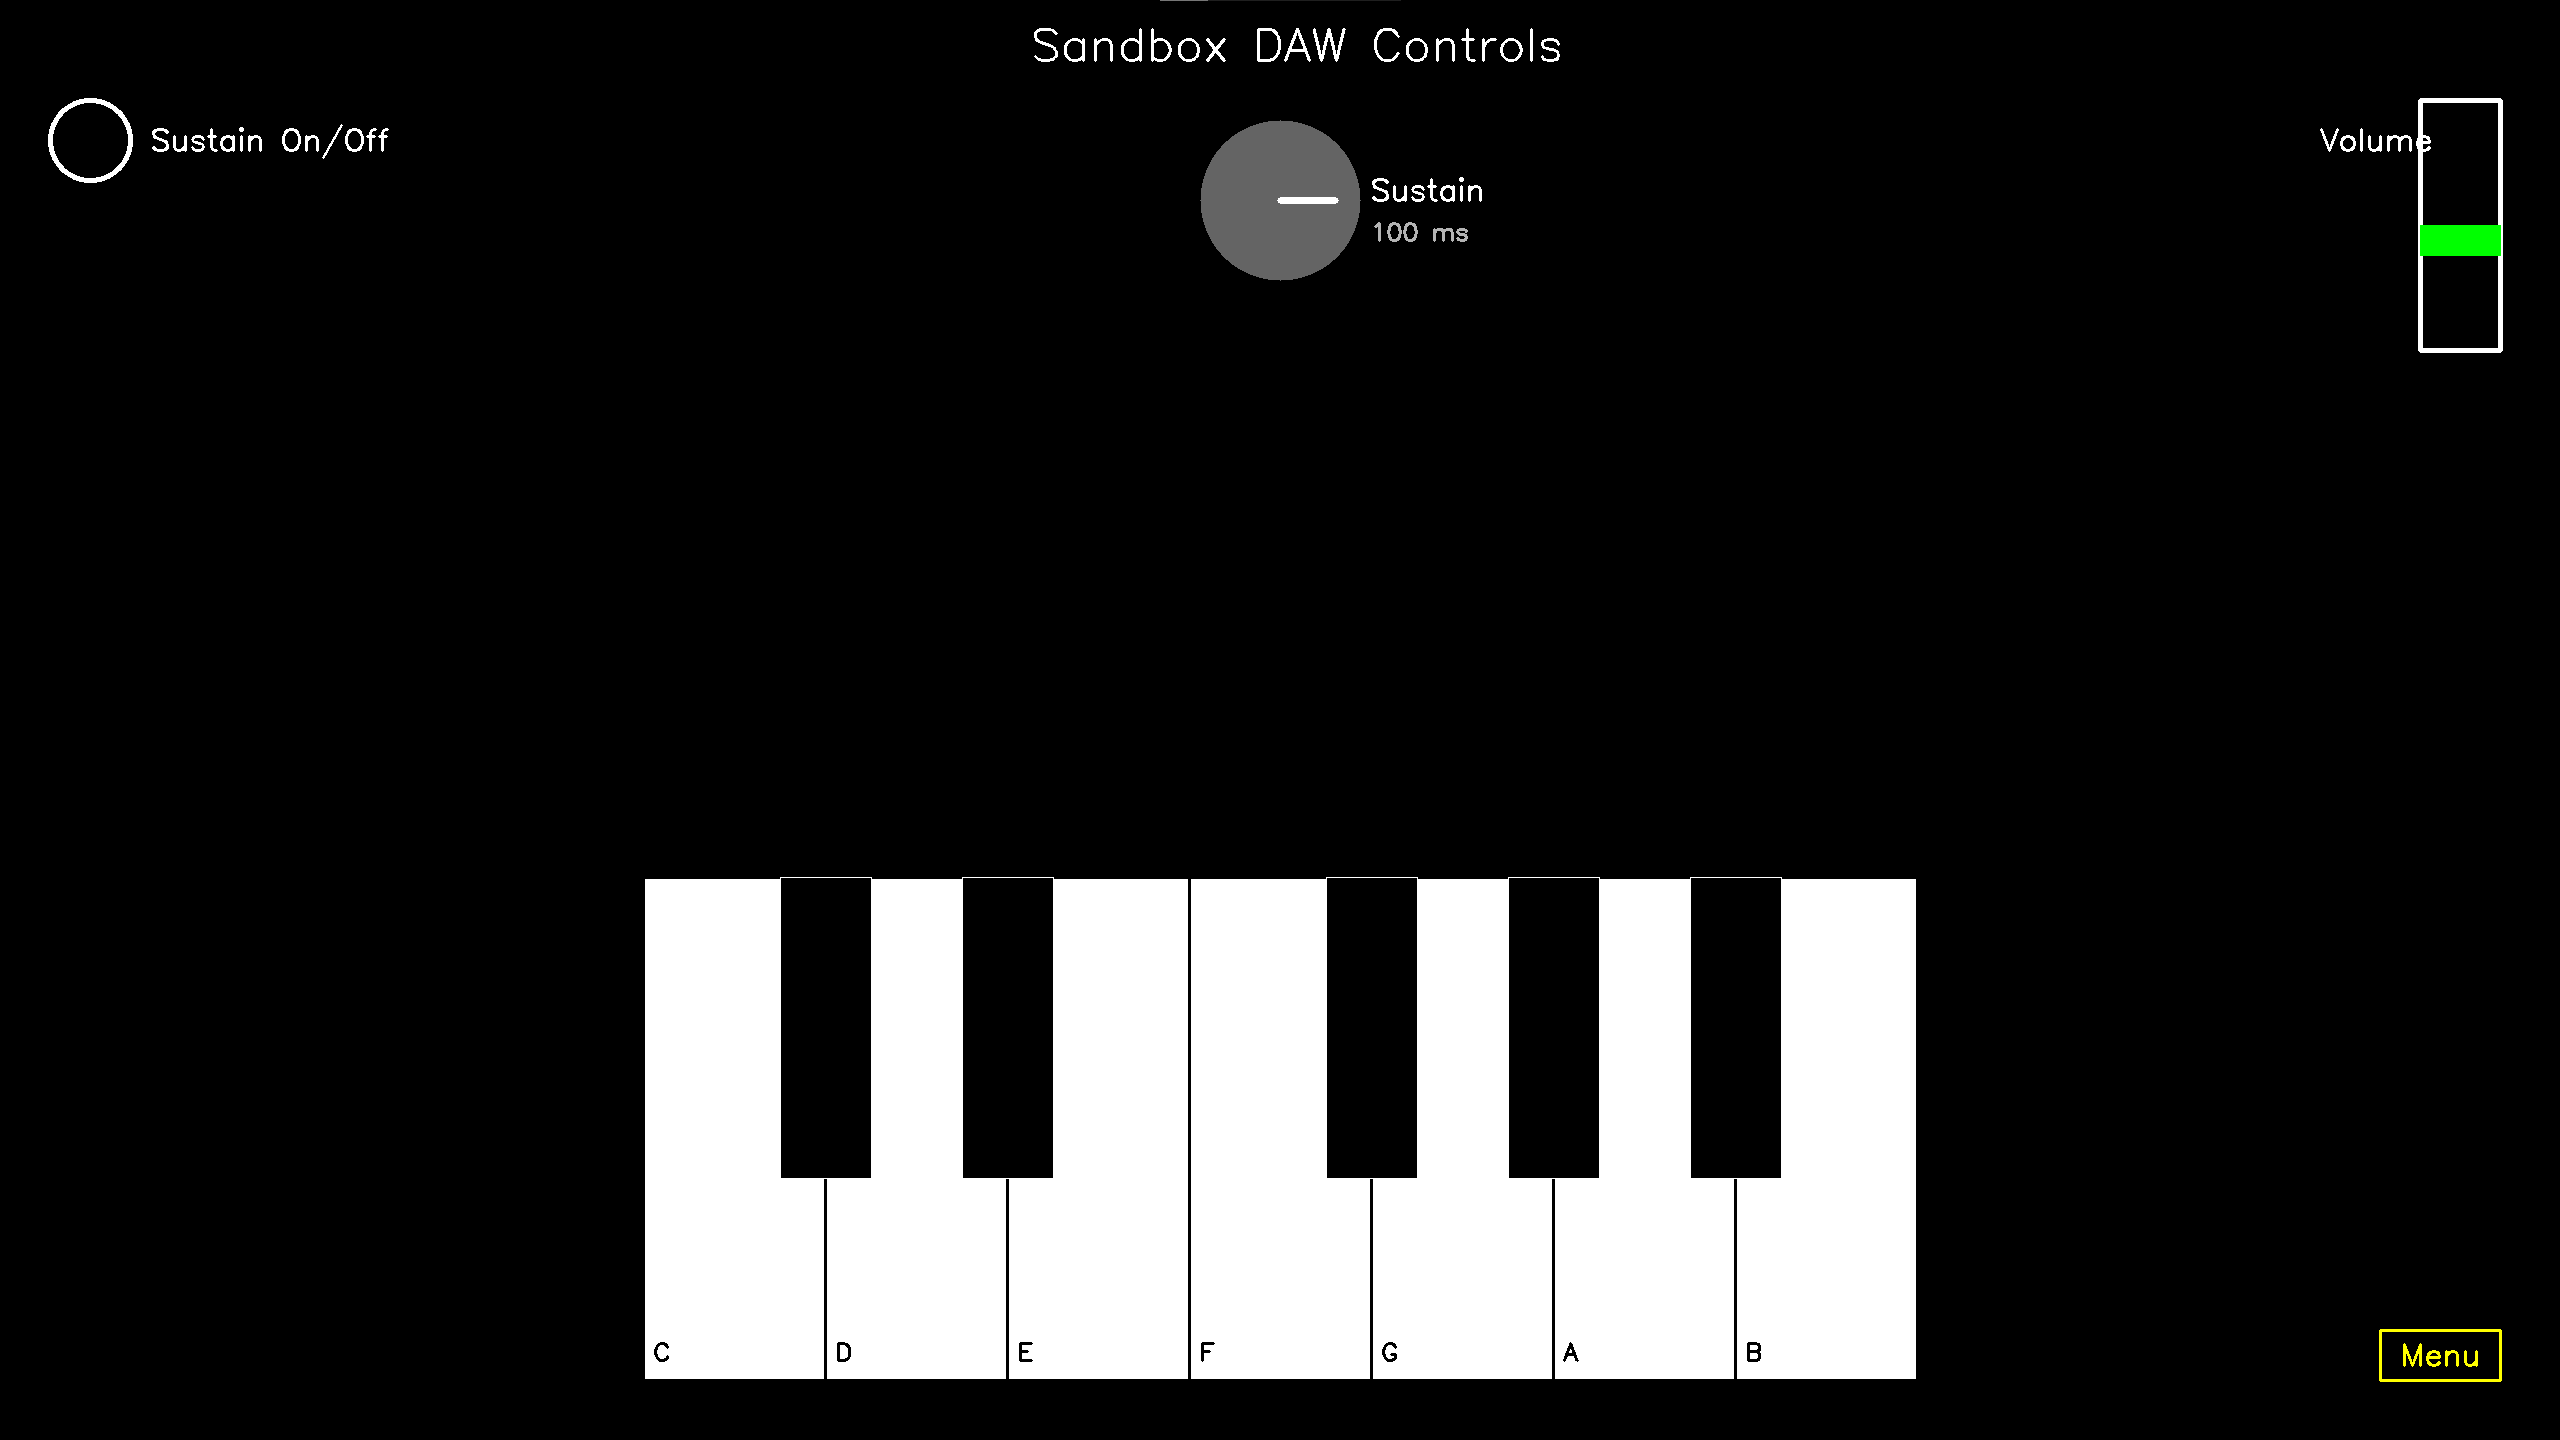 Sandbox DAW Controls
Sustain On/Off
Sustain
100 ms
Volume
C
D
E
F
G
A
B
Menu